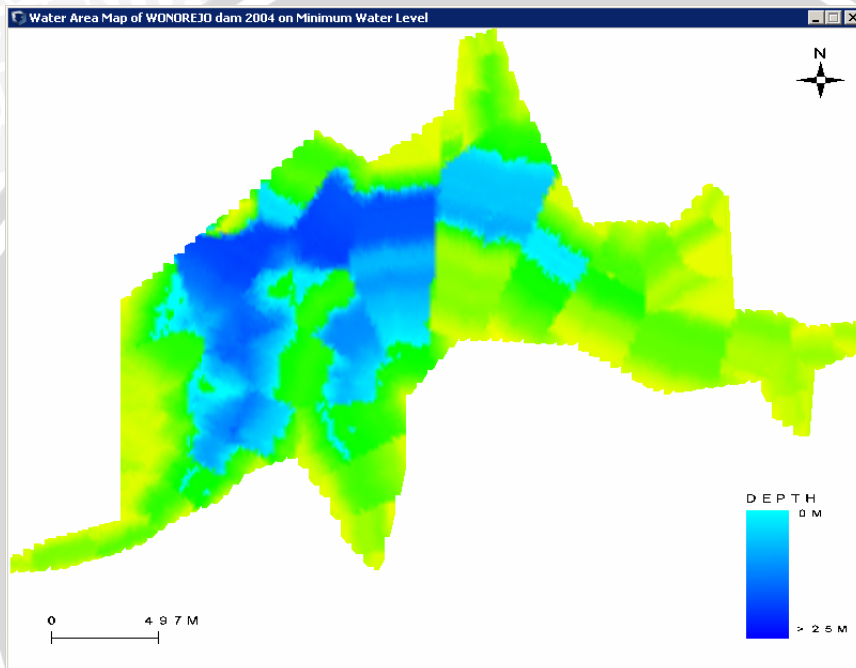 Water Area Map of WONOREJO dam 2004 on Minimum Water Level
N
DEPTH
0 M
> 25 M
0 497M